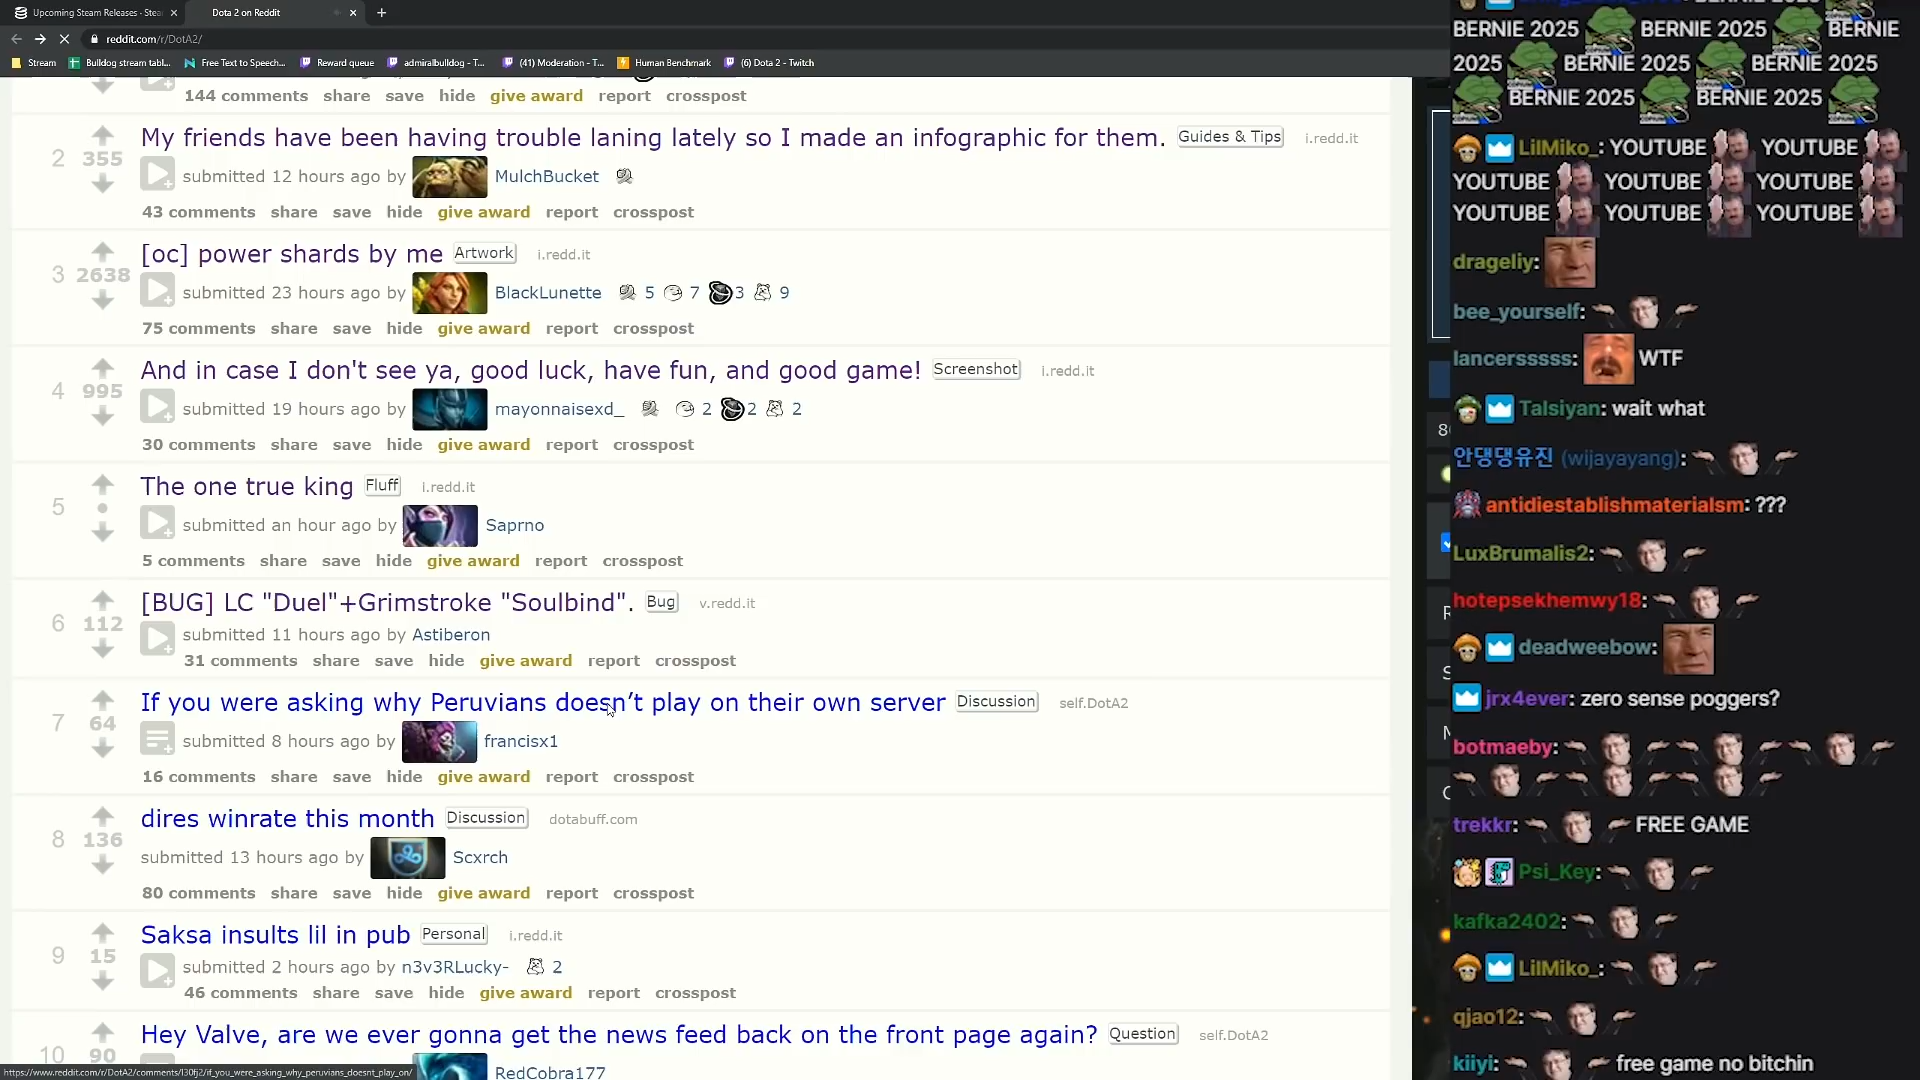 Upcoming Steam Releases - Stea
Dota 2 on Reddit
reddit.com/r/DotA2/
Stream
Bulldog stream tabl...
Free Text to Speech...
Reward queue
admiralbulldog - T...
(41) Moderation - T...
Human Benchmark
(6) Dota 2 - Twitch
144 comments share save hide give award report crosspost
2
355
My friends have been having trouble laning lately so I made an infographic for them. Guides & Tips i.redd.it
submitted 12 hours ago by MulchBucket
43 comments share save hide give award report crosspost
3
2638
[oc] power shards by me Artwork i.redd.it
submitted 23 hours ago by BlackLunette 5 7 3 9
75 comments share save hide give award report crosspost
4
995
And in case I don't see ya, good luck, have fun, and good game! Screenshot i.redd.it
submitted 19 hours ago by mayonnaisexd_ 2 2 2
30 comments share save hide give award report crosspost
5
The one true king Fluff i.redd.it
submitted an hour ago by Saprno
5 comments share save hide give award report crosspost
6
112
[BUG] LC "Duel"+Grimstroke "Soulbind". Bug v.redd.it
submitted 11 hours ago by Astiberon
31 comments share save hide give award report crosspost
7
64
If you were asking why Peruvians doesn’t play on their own server Discussion self.DotA2
submitted 8 hours ago by francisx1
16 comments share save hide give award report crosspost
8
136
dires winrate this month Discussion dotabuff.com
submitted 13 hours ago by Scxrch
80 comments share save hide give award report crosspost
9
15
Saksa insults lil in pub Personal i.redd.it
submitted 2 hours ago by n3v3RLucky- 2
46 comments share save hide give award report crosspost
10
90
Hey Valve, are we ever gonna get the news feed back on the front page again? Question self.DotA2
RedCobra177
https://www.reddit.com/r/DotA2/comments/l30fj2/if_you_were_asking_why_peruvians_doesnt_play_on/
BERNIE 2025 BERNIE 2025 BERNIE
2025 BERNIE 2025 BERNIE 2025
BERNIE 2025 BERNIE 2025
LilMiko_: YOUTUBE YOUTUBE
YOUTUBE YOUTUBE YOUTUBE
YOUTUBE YOUTUBE YOUTUBE
drageliy:
bee_yourself:
lancersssss: WTF
Talsiyan: wait what
안댕댕유진 (wijayayang):
antidiestablishmaterialsm: ???
LuxBrumalis2:
hotepsekhemwy18:
deadweebow:
jrx4ever: zero sense poggers?
botmaeby:
trekkr: FREE GAME
Psi_Key:
kafka2402:
LilMiko_:
qjao12:
kiiyi: free game no bitchin